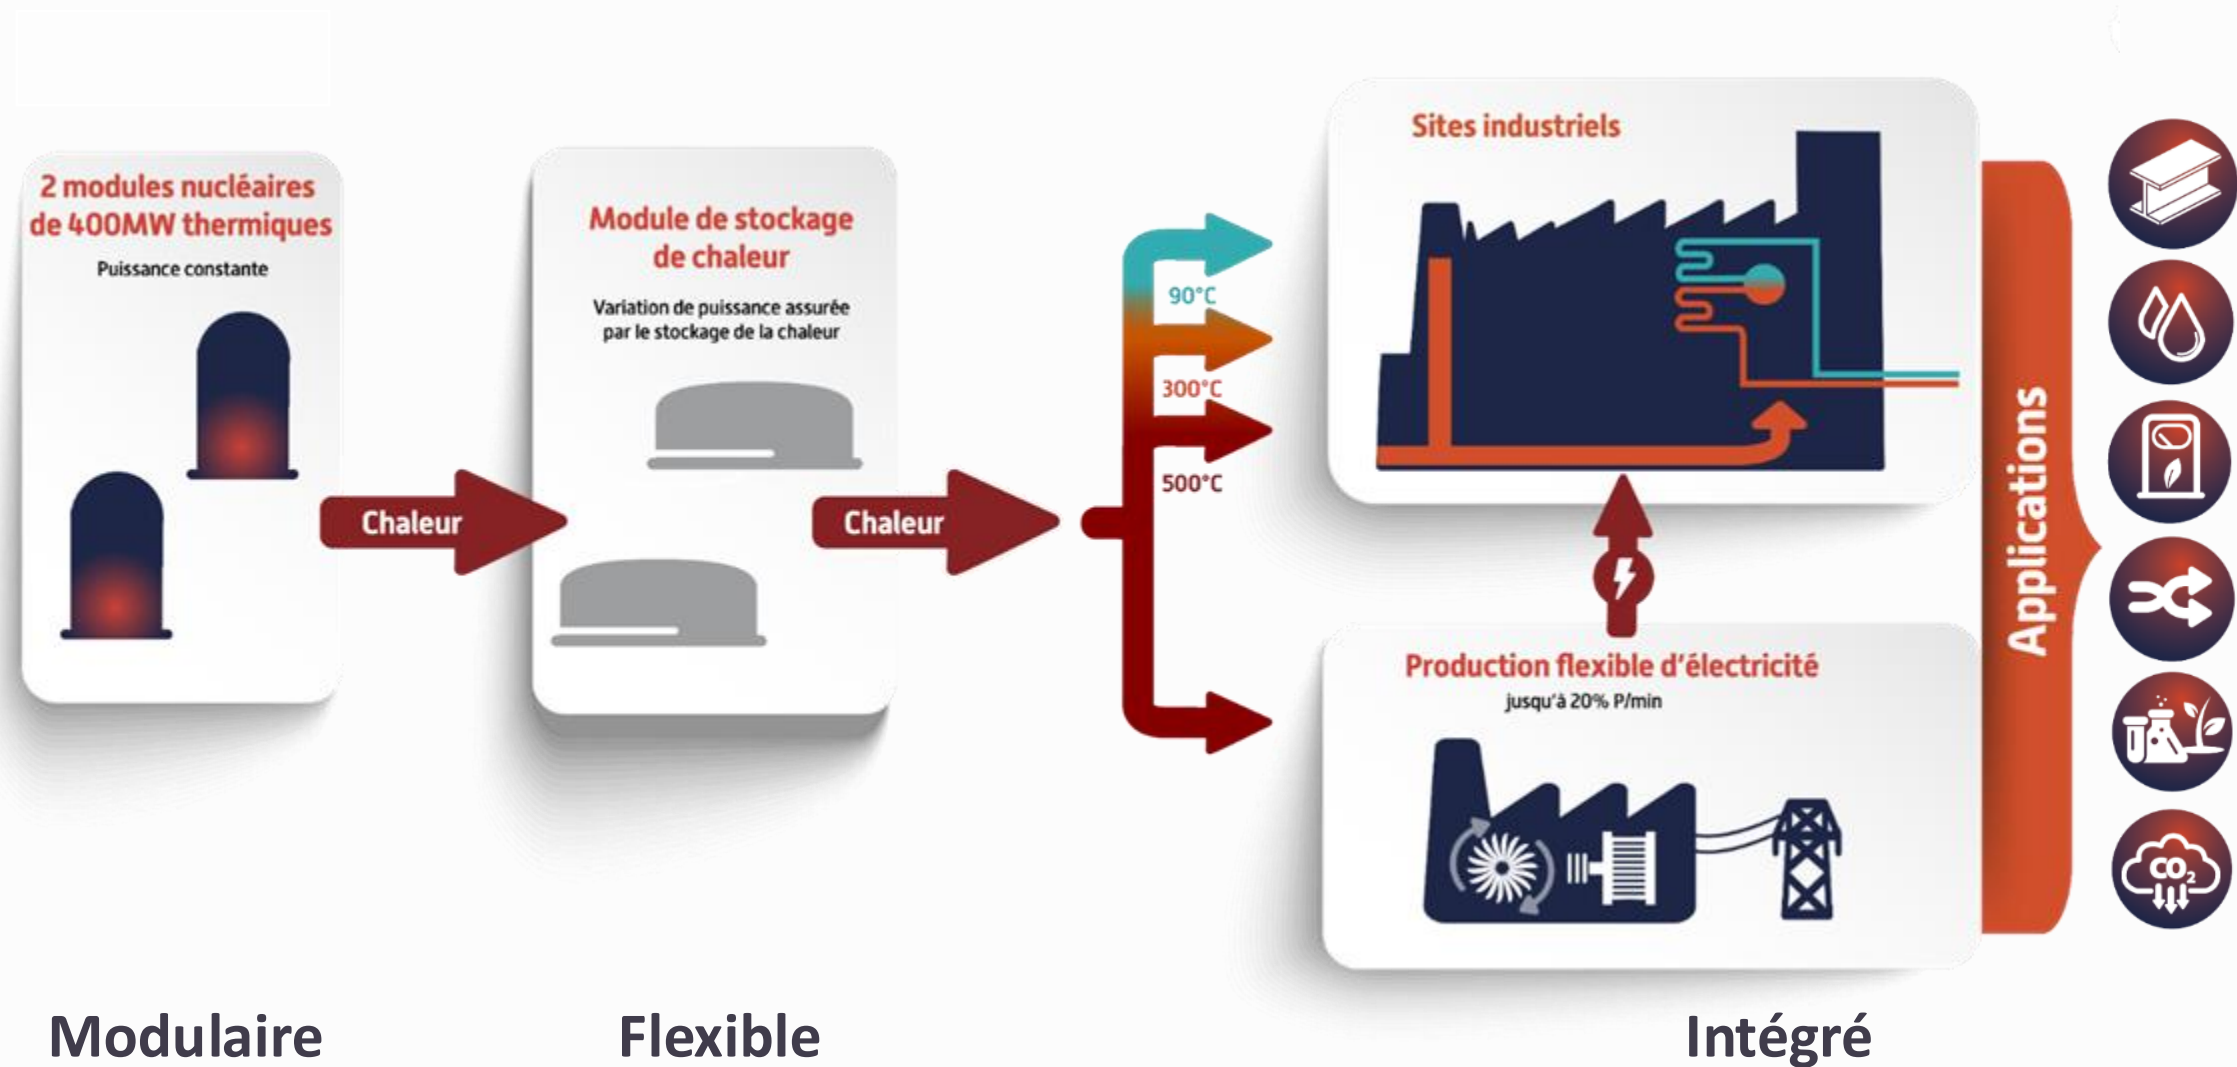 2 modules nucléaires
de 400MW thermiques
Puissance constante
Chaleur
Module de stockage
de chaleur
Variation de puissance assurée
par le stockage de la chaleur
Chaleur
90°C
300°C
500°C
Sites industriels
Production flexible d'électricité
jusqu'à 20% P/min
Applications
CO₂
Modulaire
Flexible
Intégré